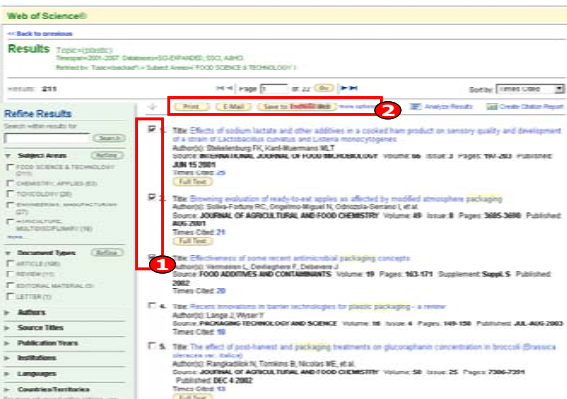 Web of Science®
<< Back to previous
Results Topic=(plastic)
Timespan=2001-2007. Databases=SCI-EXPANDED, SSCI, A&HCI.
Refined by: Subject Areas=( FOOD SCIENCE & TECHNOLOGY )
Results: 211
Page 1 of 22 Go
Sort by: Times Cited
Print E-Mail Save to Web more options
2
Analyze Results
Create Citation Report
Refine Results
Search within results for
Search
Subject Areas Refine
FOOD SCIENCE & TECHNOLOGY (211)
CHEMISTRY, APPLIED (63)
TOXICOLOGY (28)
ENGINEERING, MANUFACTURING (27)
AGRICULTURE, MULTIDISCIPLINARY (16)
more...
Document Types Refine
ARTICLE
REVIEW (11)
EDITORIAL MATERIAL (5)
LETTER (1)
Authors
Source Titles
Publication Years
Institutions
Languages
Countries/Territories
1
1. Title: Effects of sodium lactate and other additives in a cooked ham product on sensory quality and development
of a strain of Lactobacillus curvatus and Listeria monocytogenes
Author(s): Stekelenburg FK, Kant-Muermans MLT
Source: INTERNATIONAL JOURNAL OF FOOD MICROBIOLOGY Volume: 66 Issue: 3 Pages: 197-203 Published:
JUN 15 2001
Times Cited: 25
Full Text
2. Title: Browning evaluation of ready-to-eat apples as affected by modified atmosphere packaging
Author(s): Soliva-Fortuny RC, Grigelmo-Miguel N, Odriozola-Serrano I, et al.
Source: JOURNAL OF AGRICULTURAL AND FOOD CHEMISTRY Volume: 49 Issue: 8 Pages: 3685-3690 Published:
AUG 2001
Times Cited: 21
Full Text
Title: Effectiveness of some recent antimicrobial packaging concepts
Author(s): Vermeiren L, Devlieghere F, Debevere J
Source: FOOD ADDITIVES AND CONTAMINANTS Volume: 19 Pages: 163-171 Supplement: Suppl. S Published:
2002
Times Cited: 20
4. Title: Recent innovations in barrier technologies for plastic packaging - a review
Author(s): Lange J, Wyser Y
Source: PACKAGING TECHNOLOGY AND SCIENCE Volume: 16 Issue: 4 Pages: 149-158 Published: JUL-AUG 2003
Times Cited: 18
5. Title: The effect of post-harvest and packaging treatments on glucoraphanin concentration in broccoli (Brassica
oleracea var. italica)
Author(s): Rangkadilok N, Tomkins B, Nicolas ME, et al.
Source: JOURNAL OF AGRICULTURAL AND FOOD CHEMISTRY Volume: 50 Issue: 25 Pages: 7386-7391
Published: DEC 4 2002
Times Cited: 13
Full Text